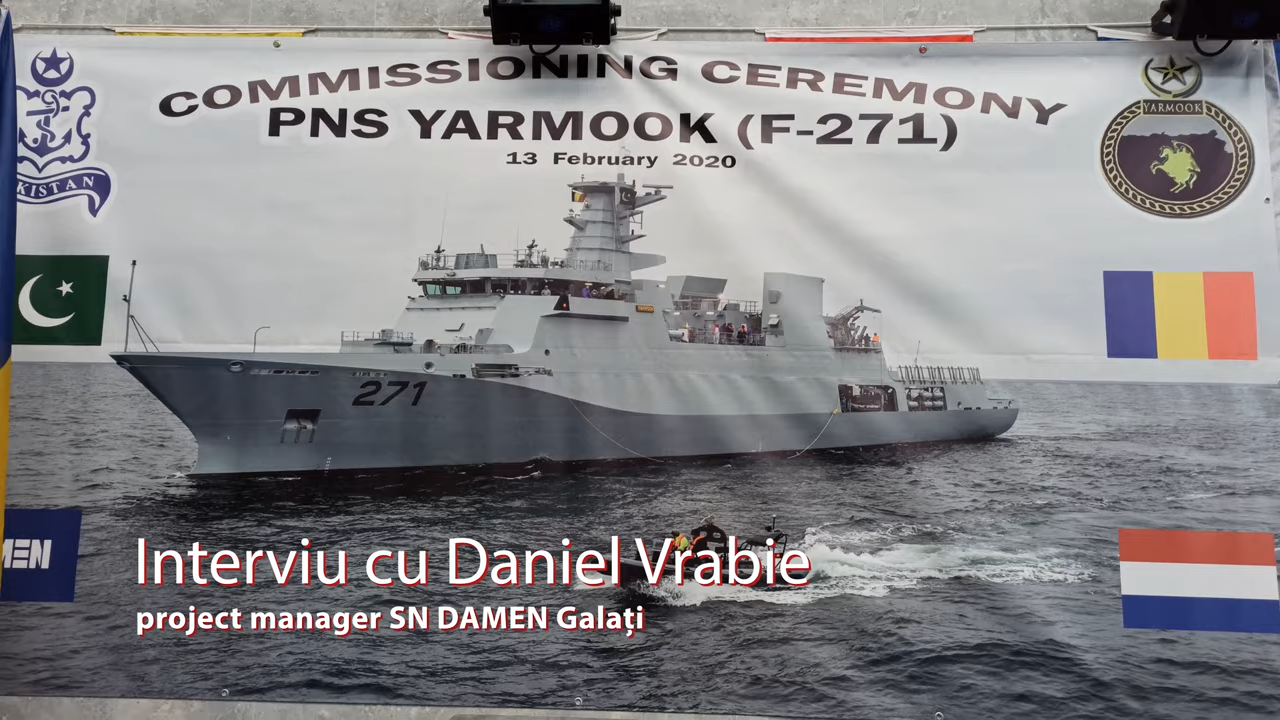 COMMISSIONING CEREMONY
PNS YARMOOK (F-271)
13 February 2020
YARMOOK
KISTAN
271
MEN
Interviu cu Daniel Vrabie
project manager SN DAMEN Galați